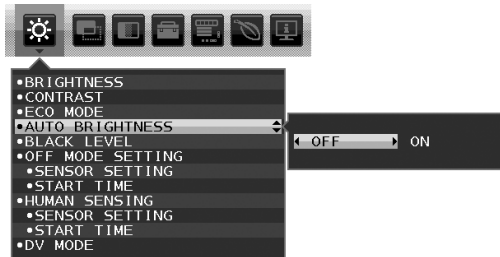 •BRIGHTNESS
•CONTRAST
•ECO MODE
•AUTO BRIGHTNESS
OFF ON
•BLACK LEVEL
•OFF MODE SETTING
•SENSOR SETTING
•START TIME
•HUMAN SENSING
•SENSOR SETTING
•START TIME
•DV MODE